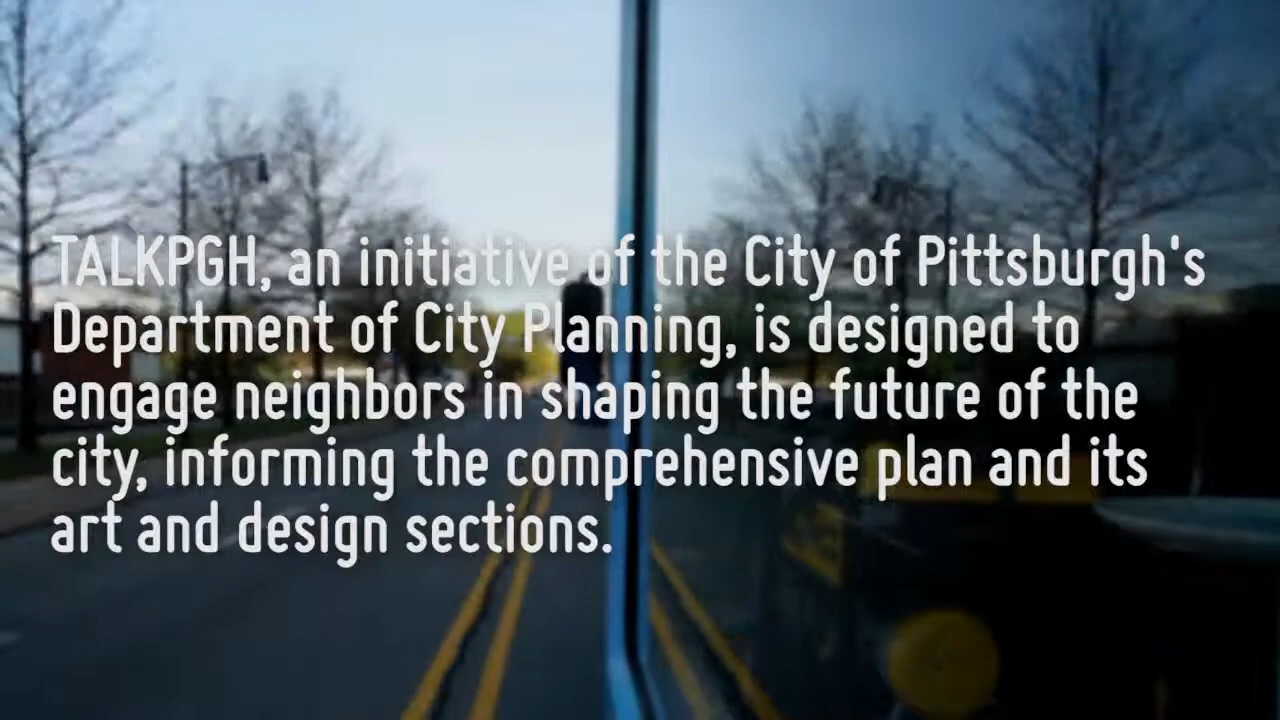 TALKPGH, an initiative of the City of Pittsburgh's
Department of City Planning, is designed to
engage neighbors in shaping the future of the
city, informing the comprehensive plan and its
art and design sections.